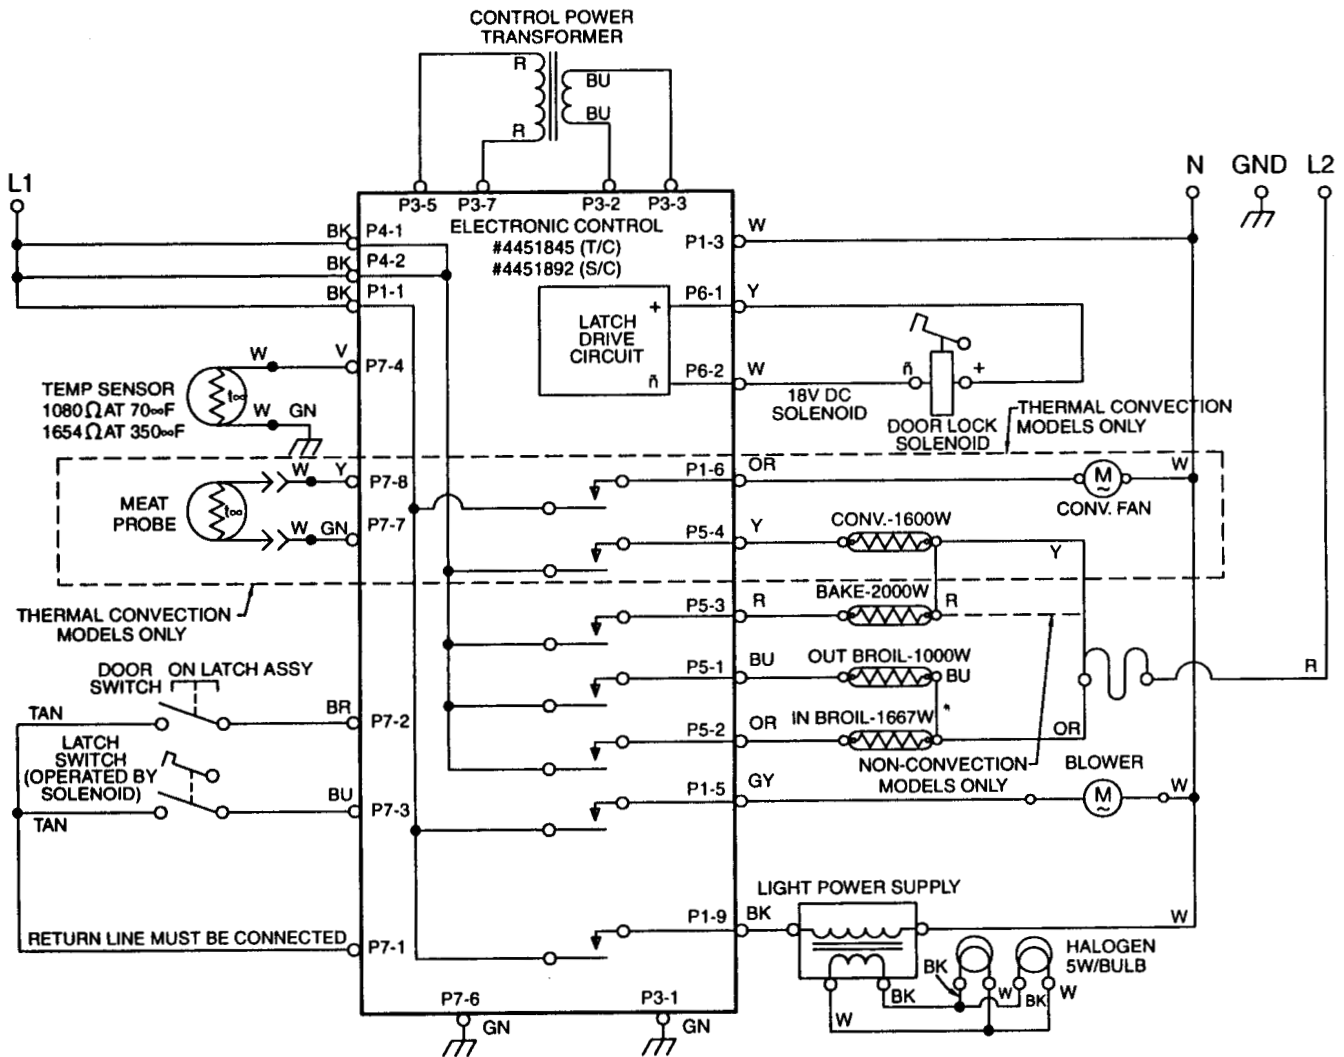 CONTROL POWER
TRANSFORMER
R
BU
BU
R
L1
N
GND
L2
P3-5
P3-7
P3-2
P3-3
BK
P4-1
ELECTRONIC CONTROL
#4451845 (T/C)
#4451892 (S/C)
P1-3
W
BK
P4-2
BK
P1-1
P6-1
Y
+
LATCH
DRIVE
CIRCUIT
ñ
P6-2
W
ñ
+
18V DC
SOLENOID
DOOR LOCK
SOLENOID
W
V
P7-4
TEMP SENSOR
1080 Ω AT 70∞F
1654 Ω AT 350∞F
t∞
W
GN
THERMAL CONVECTION
MODELS ONLY
MEAT
PROBE
t∞
W
Y
P7-8
W
GN
P7-7
P1-6
OR
M
~
W
CONV. FAN
P5-4
Y
CONV.-1600W
Y
THERMAL CONVECTION
MODELS ONLY
P5-3
R
BAKE-2000W
R
P5-1
BU
OUT BROIL-1000W
BU
*
R
DOOR
SWITCH
ON LATCH ASSY
TAN
BR
P7-2
P5-2
OR
IN BROIL-1667W
OR
NON-CONVECTION
MODELS ONLY
LATCH
SWITCH
(OPERATED BY
SOLENOID)
TAN
BU
P7-3
P1-5
GY
BLOWER
M
~
W
LIGHT POWER SUPPLY
P1-9
BK
W
RETURN LINE MUST BE CONNECTED
P7-1
HALOGEN
5W/BULB
BK
BK
W
BK
W
W
P7-6
GN
P3-1
GN